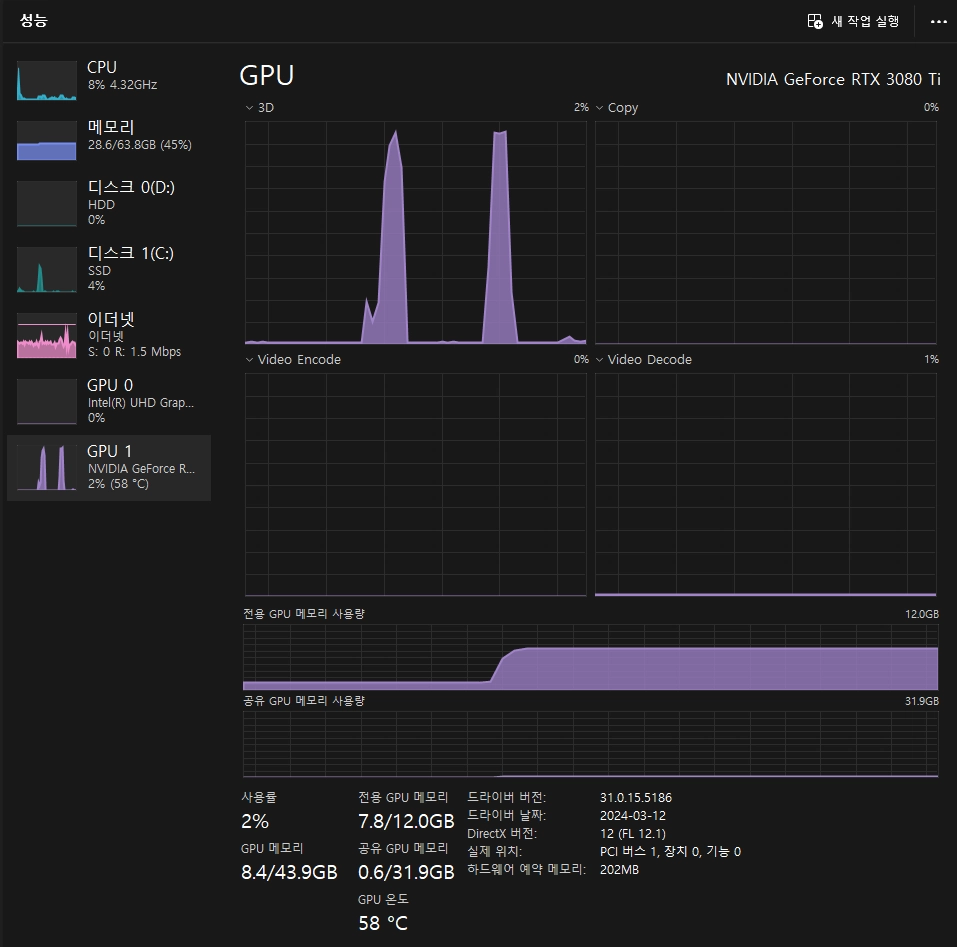 성능
새 작업 실행
CPU
8% 4.32GHz
메모리
28.6/63.8GB (45%)
디스크 0(D:)
HDD
0%
디스크 1(C:)
SSD
4%
이더넷
이더넷
S: 0 R: 1.5 Mbps
GPU 0
Intel(R) UHD Grap...
0%
GPU 1
NVIDIA GeForce R...
2% (58 °C)
GPU
NVIDIA GeForce RTX 3080 Ti
3D 2%
Copy 0%
Video Encode 0%
Video Decode 1%
전용 GPU 메모리 사용량 12.0GB
공유 GPU 메모리 사용량 31.9GB
사용률
2%
GPU 메모리
8.4/43.9GB
전용 GPU 메모리
7.8/12.0GB
공유 GPU 메모리
0.6/31.9GB
GPU 온도
58 °C
드라이버 버전: 31.0.15.5186
드라이버 날짜: 2024-03-12
DirectX 버전: 12 (FL 12.1)
실제 위치: PCI 버스 1, 장치 0, 기능 0
하드웨어 예약 메모리: 202MB